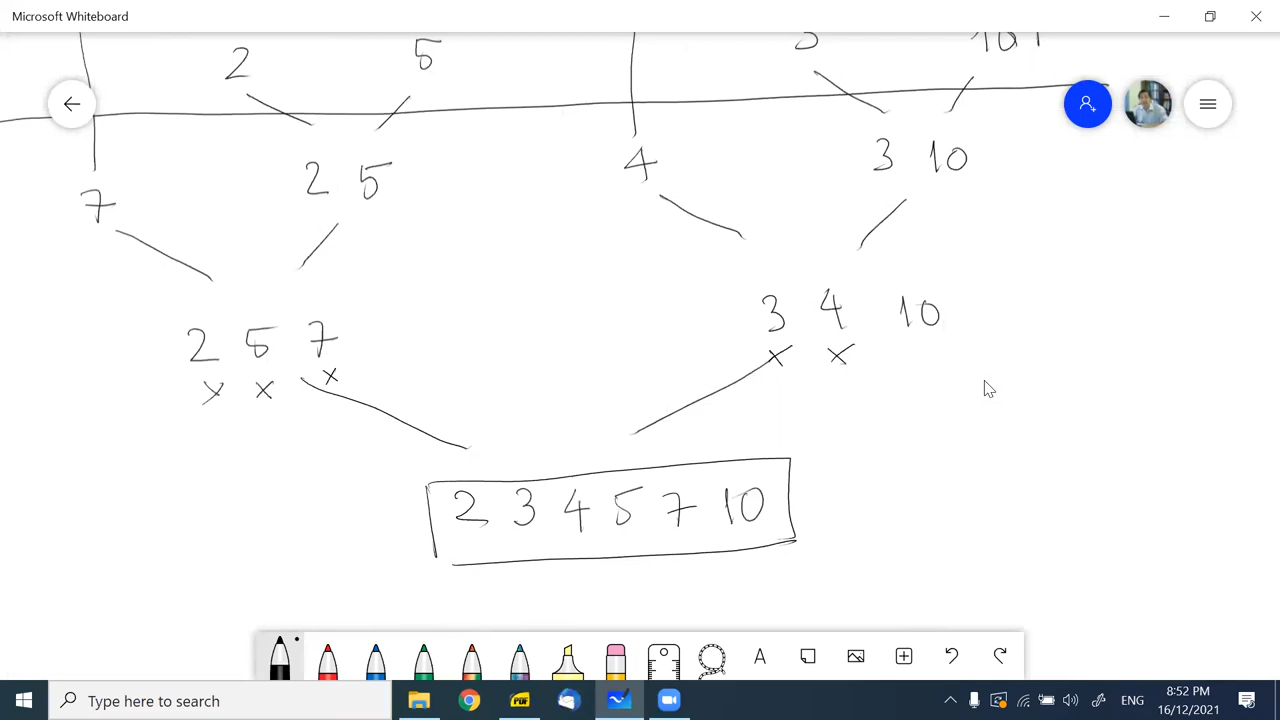 Microsoft Whiteboard
2 5
2 5 4 3 10
7
2 5 7 3 4 10
x x x x x
2 3 4 5 7 10
A
Type here to search
PDF
ENG
8:52 PM
16/12/2021